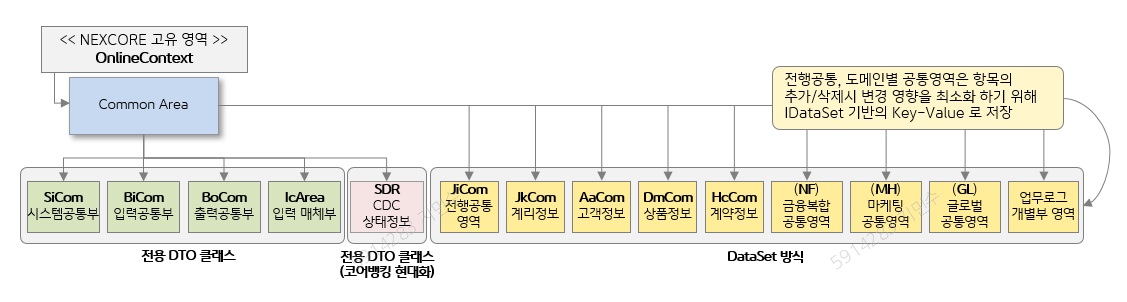 << NEXCORE 고유 영역 >>
OnlineContext
Common Area
전행공통, 도메인별 공통영역은 항목의
추가/삭제시 변경 영향을 최소화 하기 위해
IDataSet 기반의 Key-Value 로 저장
SiCom
시스템공통부
BiCom
입력공통부
BoCom
출력공통부
IcArea
입력 매체부
SDR
CDC
상태정보
JiCom
전행공통
영역
JkCom
계리정보
AaCom
고객정보
DmCom
상품정보
HcCom
계약정보
(NF)
금융복합
공통영역
(MH)
마케팅
공통영역
(GL)
글로벌
공통영역
업무로그
개별부 영역
전용 DTO 클래스
전용 DTO 클래스
(코어뱅킹 현대화)
DataSet 방식